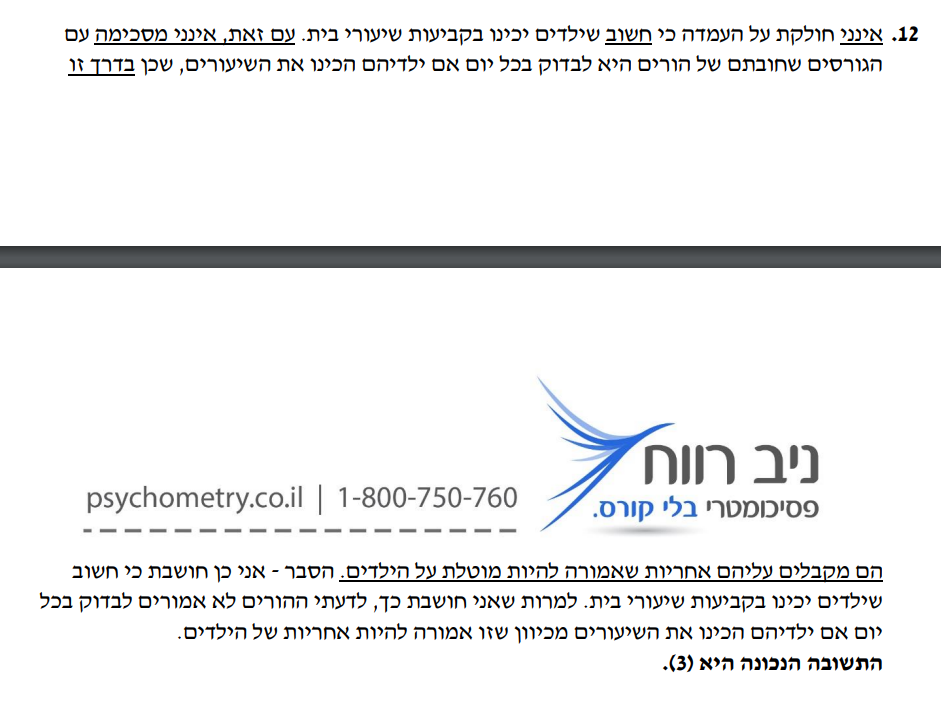 12. אינני חולקת על העמדה כי חשוב שילדים יכינו בקביעות שיעורי בית. עם זאת, אינני מסכימה עם
הגורסים שחובתם של הורים היא לבדוק בכל יום אם ילדיהם הכינו את השיעורים, שכן בדרך זו
ניב רווח
פסיכומטרי בלי קורס.
psychometry.co.il | 1-800-750-760
הם מקבלים עליהם אחריות שאמורה להיות מוטלת על הילדים. הסבר - אני כן חושבת כי חשוב
שילדים יכינו בקביעות שיעורי בית. למרות שאני חושבת כך, לדעתי ההורים לא אמורים לבדוק בכל
יום אם ילדיהם הכינו את השיעורים מכיוון שזו אמורה להיות אחריות של הילדים.
התשובה הנכונה היא (3).